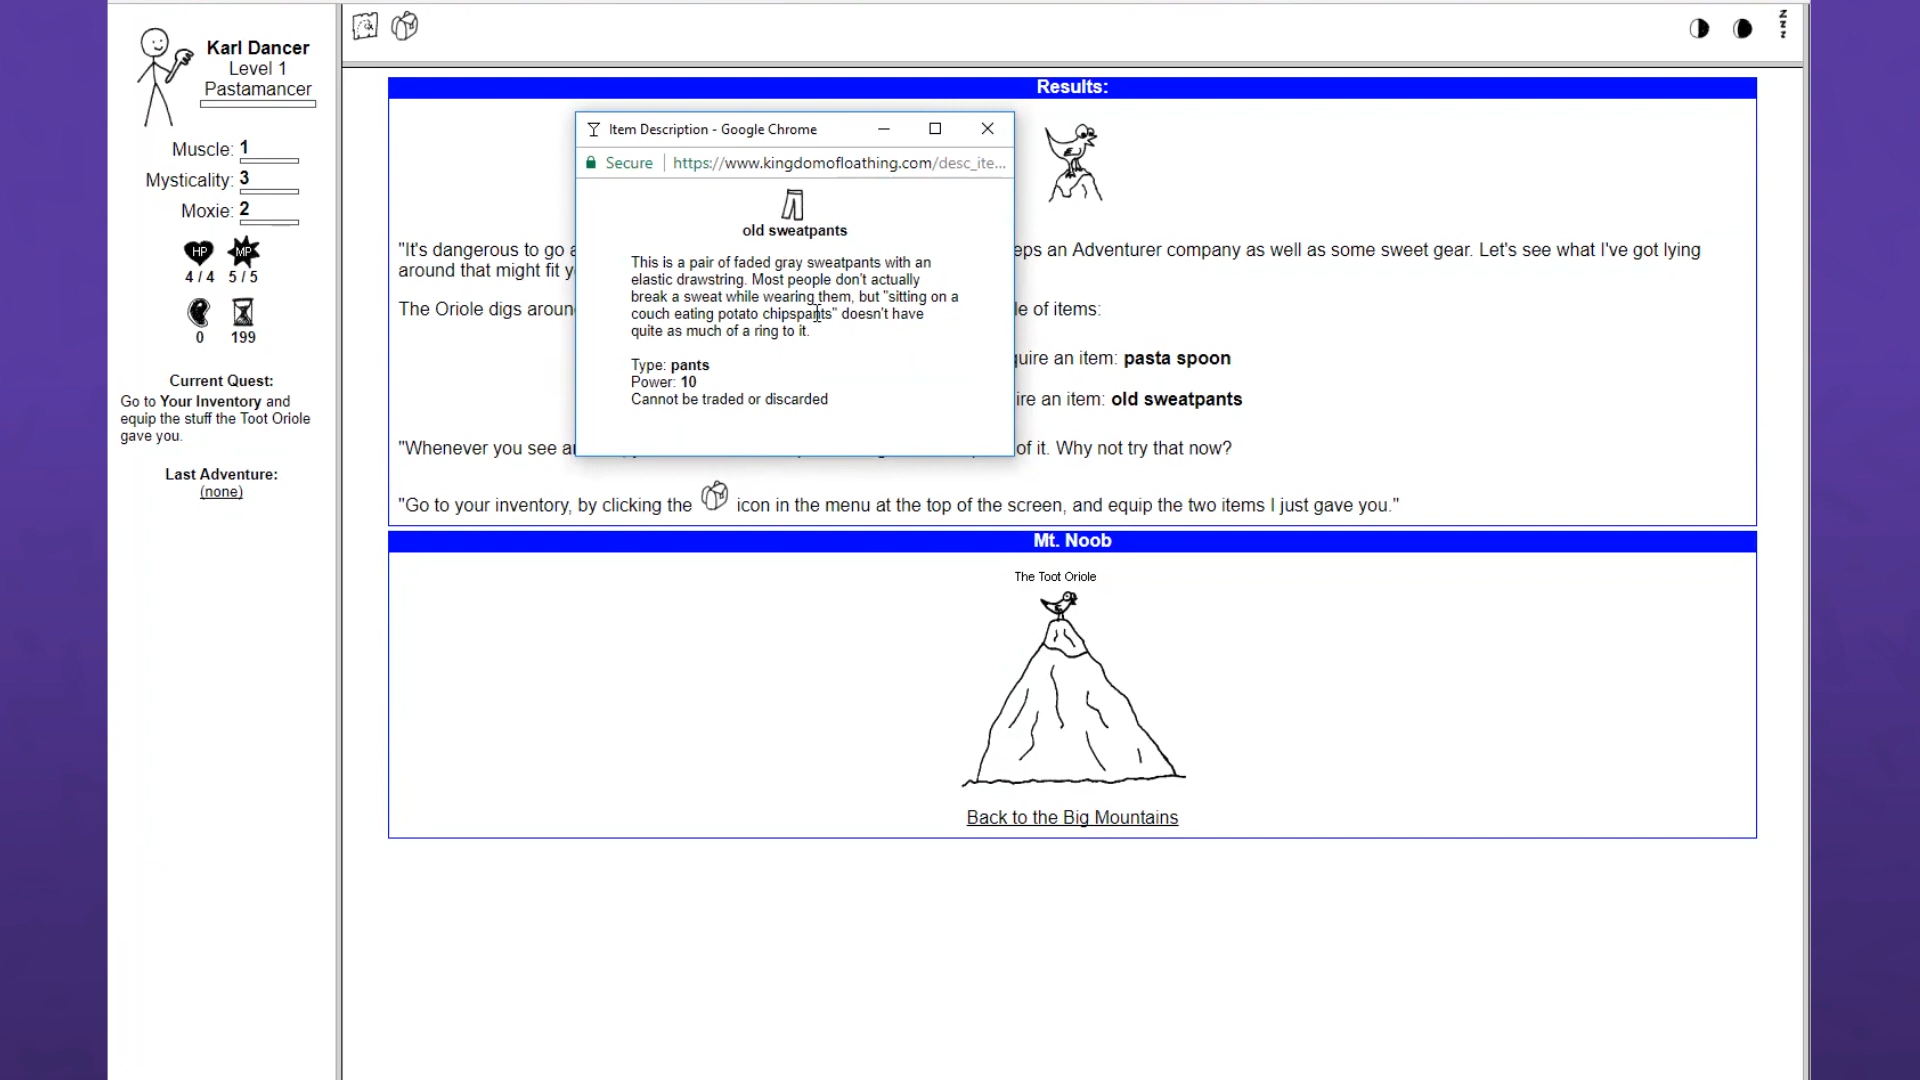 Karl Dancer
Level 1
Pastamancer
Muscle: 1
Mysticality: 3
Moxie: 2
HP MP
4 / 4 5 / 5
0 199
Current Quest:
Go to Your Inventory and
equip the stuff the Toot Oriole
gave you.
Last Adventure:
(none)
z
z
z
Results:
Item Description - Google Chrome
Secure https://www.kingdomofloathing.com/desc_ite...
old sweatpants
This is a pair of faded gray sweatpants with an
elastic drawstring. Most people don't actually
break a sweat while wearing them, but "sitting on a
couch eating potato chipspants" doesn't have
quite as much of a ring to it.
Type: pants
Power: 10
Cannot be traded or discarded
"It's dangerous to go an Adventurer company as well as some sweet gear. Let's see what I've got lying
around that might fit
The Oriole digs of items:
an item: pasta spoon
an item: old sweatpants
"Whenever you see of it. Why not try that now?
"Go to your inventory, by clicking the icon in the menu at the top of the screen, and equip the two items I just gave you."
Mt. Noob
The Toot Oriole
Back to the Big Mountains